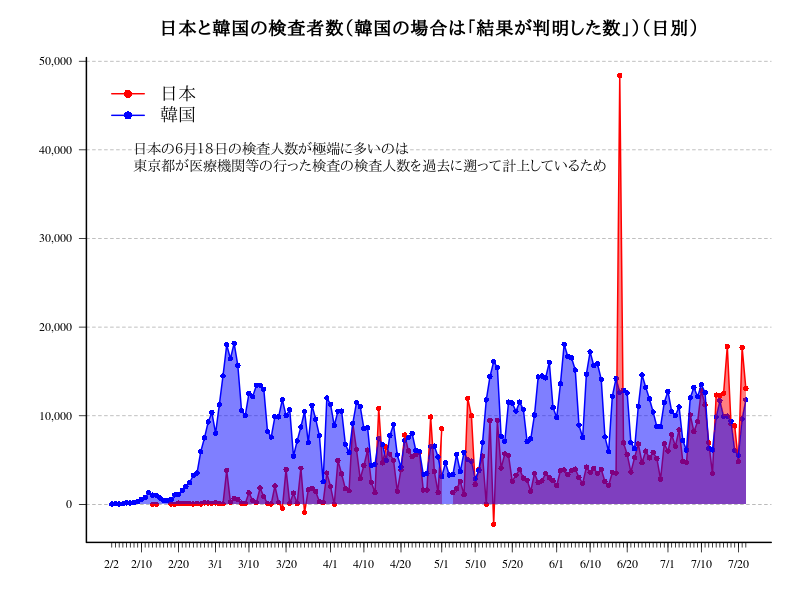 日本と韓国の検査者数(韓国の場合は「結果が判明した数」)(日別)
50,000
40,000
30,000
20,000
10,000
0
日本
韓国
日本の6月18日の検査人数が極端に多いのは
東京都が医療機関等の行った検査の検査人数を過去に遡って計上しているため
2/2 2/10 2/20 3/1 3/10 3/20 4/1 4/10 4/20 5/1 5/10 5/20 6/1 6/10 6/20 7/1 7/10 7/20